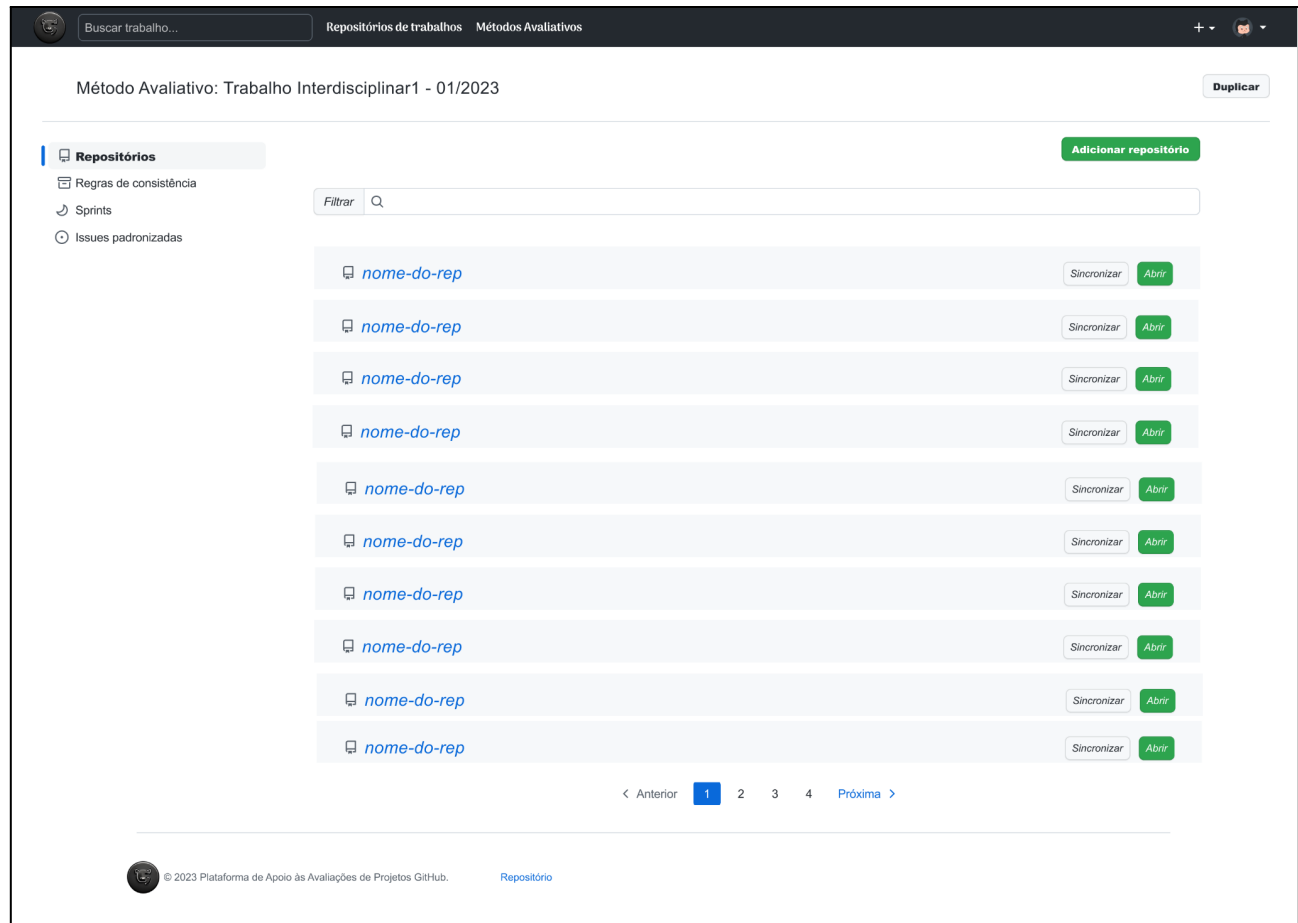 Buscar trabalho... Repositórios de trabalhos Métodos Avaliativos
Método Avaliativo: Trabalho Interdisciplinar1 - 01/2023 Duplicar
Repositórios Adicionar repositório
Regras de consistência
Filtrar
Sprints
Issues padronizadas
nome-do-rep Sincronizar Abrir
nome-do-rep Sincronizar Abrir
nome-do-rep Sincronizar Abrir
nome-do-rep Sincronizar Abrir
nome-do-rep Sincronizar Abrir
nome-do-rep Sincronizar Abrir
nome-do-rep Sincronizar Abrir
nome-do-rep Sincronizar Abrir
nome-do-rep Sincronizar Abrir
nome-do-rep Sincronizar Abrir
Anterior 1 2 3 4 Próxima
© 2023 Plataforma de Apoio às Avaliações de Projetos GitHub. Repositório